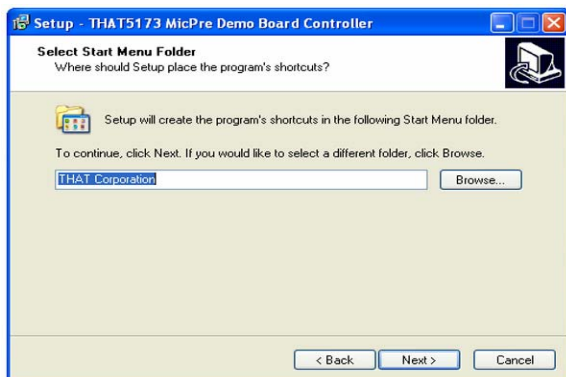 Setup - THAT5173 MicPre Demo Board Controller
Select Start Menu Folder
Where should Setup place the program's shortcuts?
Setup will create the program's shortcuts in the following Start Menu folder.
To continue, click Next. If you would like to select a different folder, click Browse.
THAT Corporation
Browse...
< Back
Next >
Cancel